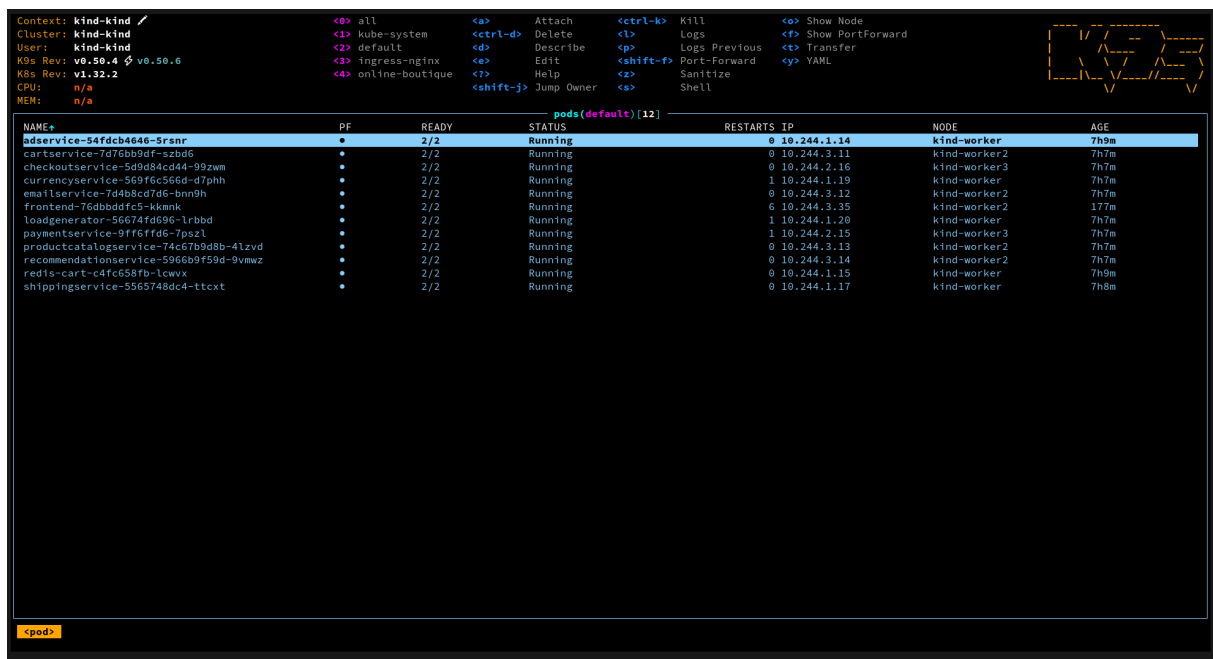 Context: kind-kind <0> all <a> Attach <ctrl-k> Kill <o> Show Node
Cluster: kind-kind <1> kube-system <ctrl-d> Delete <l> Logs <f> Show PortForward
User: kind-kind <2> default <d> Describe <p> Logs Previous <t> Transfer
K9s Rev: v0.50.4 ⚡ v0.50.6 <3> ingress-nginx <e> Edit <shift-f> Port-Forward <y> YAML
K8s Rev: v1.32.2 <4> online-boutique <?> Help <z> Sanitize
CPU: n/a <shift-j> Jump Owner <s> Shell
MEM: n/a
pods(default)[12]
NAME↑ PF READY STATUS RESTARTS IP NODE AGE
adservice-54fdcb4646-5rsnr ● 2/2 Running 0 10.244.1.14 kind-worker 7h9m
cartservice-7d76bb9df-szbd6 ● 2/2 Running 0 10.244.3.11 kind-worker2 7h7m
checkoutservice-5d9d84cd44-99zwm ● 2/2 Running 0 10.244.2.16 kind-worker3 7h7m
currencyservice-569f6c566d-d7phh ● 2/2 Running 1 10.244.1.19 kind-worker 7h7m
emailservice-7d4b8cd7d6-bnn9h ● 2/2 Running 0 10.244.3.12 kind-worker2 7h7m
frontend-76dbbddfc5-kkmnk ● 2/2 Running 6 10.244.3.35 kind-worker2 177m
loadgenerator-56674fd696-lrbbd ● 2/2 Running 1 10.244.1.20 kind-worker 7h7m
paymentservice-9ff6ffd6-7pszl ● 2/2 Running 1 10.244.2.15 kind-worker3 7h7m
productcatalogservice-74c67b9d8b-4lzvd ● 2/2 Running 0 10.244.3.13 kind-worker2 7h7m
recommendationservice-5966b9f59d-9vmwz ● 2/2 Running 0 10.244.3.14 kind-worker2 7h7m
redis-cart-c4fc658fb-lcwvx ● 2/2 Running 0 10.244.1.15 kind-worker 7h9m
shippingservice-5565748dc4-ttcxt ● 2/2 Running 0 10.244.1.17 kind-worker 7h8m
<pod>